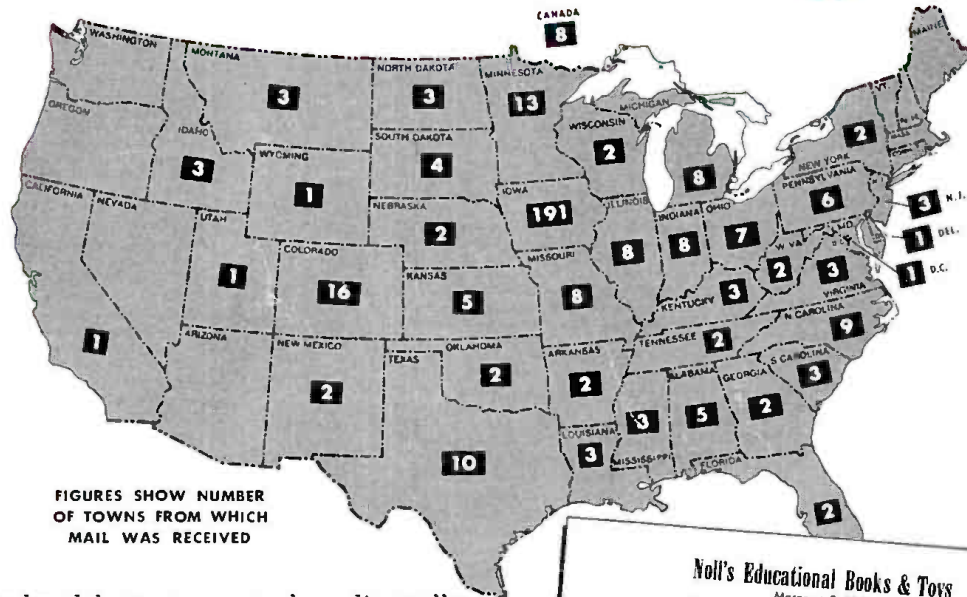 CANADA
8
WASHINGTON
MONTANA
3
NORTH DAKOTA
3
MINNESOTA
13
MAINE
OREGON
IDAHO
3
SOUTH DAKOTA
4
WISCONSIN
2
MICHIGAN
8
VT.
N.H.
MASS.
CONN.
NEW YORK
2
WYOMING
1
CALIFORNIA
1
NEVADA
UTAH
1
NEBRASKA
2
IOWA
191
ILLINOIS
8
INDIANA
8
OHIO
7
PENNSYLVANIA
6
3 N.J.
1 DEL.
1 D.C.
MD.
W. VA.
2
VIRGINIA
3
COLORADO
16
KANSAS
5
MISSOURI
8
KENTUCKY
3
N CAROLINA
9
ARIZONA
NEW MEXICO
2
TEXAS
10
OKLAHOMA
2
ARKANSAS
2
TENNESSEE
2
S CAROLINA
3
LOUISIANA
3
MISSISSIPPI
3
ALABAMA
5
GEORGIA
2
FLORIDA
2
FIGURES SHOW NUMBER
OF TOWNS FROM WHICH
MAIL WAS RECEIVED
Noll's Educational Books & Toys